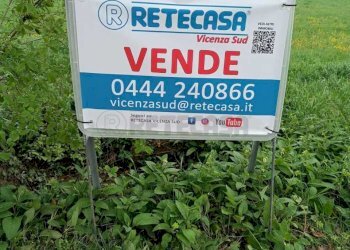 R RETECASA
Vicenza Sud
VENDE
0444 240866
vicenzasud@retecasa.it
RETECASA VICENZA SUD
YouTube